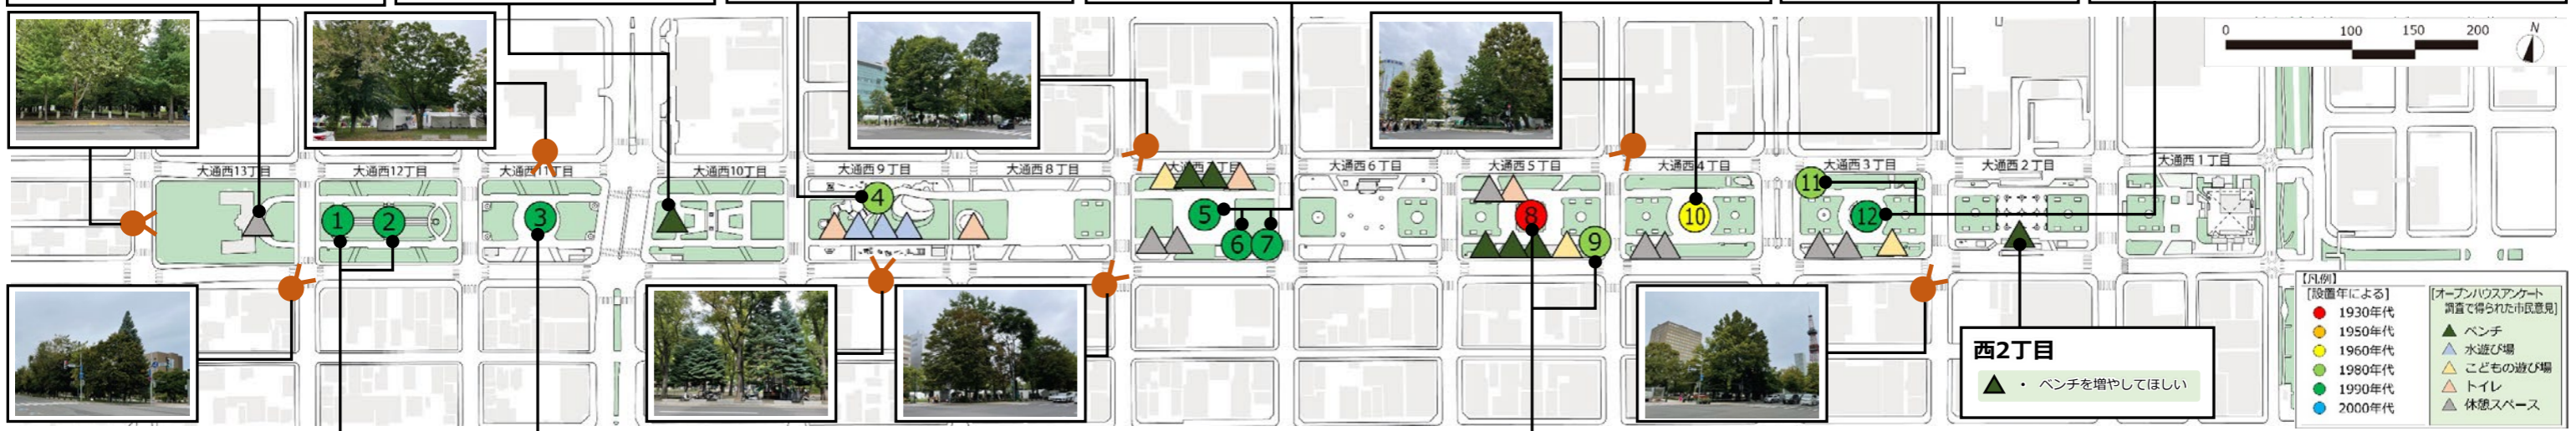 0 100 150 200
N
大通西13丁目
大通西12丁目
大通西11丁目
大通西10丁目
大通西9丁目
大通西8丁目
大通西6丁目
大通西5丁目
大通西4丁目
大通西3丁目
大通西2丁目
大通西1丁目
1
2
3
4
5
6
7
8
9
10
11
12
西2丁目
・ ベンチを増やしてほしい
【凡例】
[設置年による]
1930年代
1950年代
1960年代
1980年代
1990年代
2000年代
[オープンハウスアンケート
調査で得られた市民意見]
ベンチ
水遊び場
こどもの遊び場
トイレ
休憩スペース